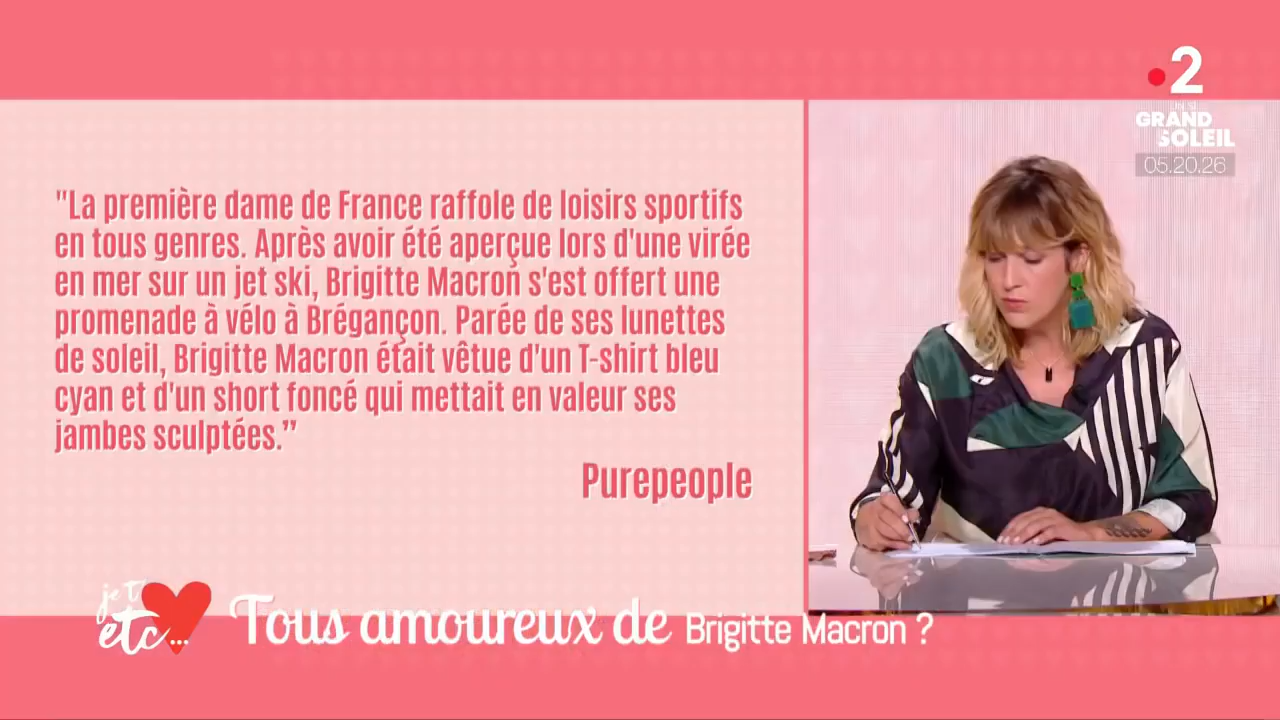 2
UN SI
GRAND
SOLEIL
05.20.26
"La première dame de France raffole de loisirs sportifs
en tous genres. Après avoir été aperçue lors d'une virée
en mer sur un jet ski, Brigitte Macron s'est offert une
promenade à vélo à Brégançon. Parée de ses lunettes
de soleil, Brigitte Macron était vêtue d'un T-shirt bleu
cyan et d'un short foncé qui mettait en valeur ses
jambes sculptées.”
Purepeople
je t'
etc...
Tous amoureux de Brigitte Macron ?